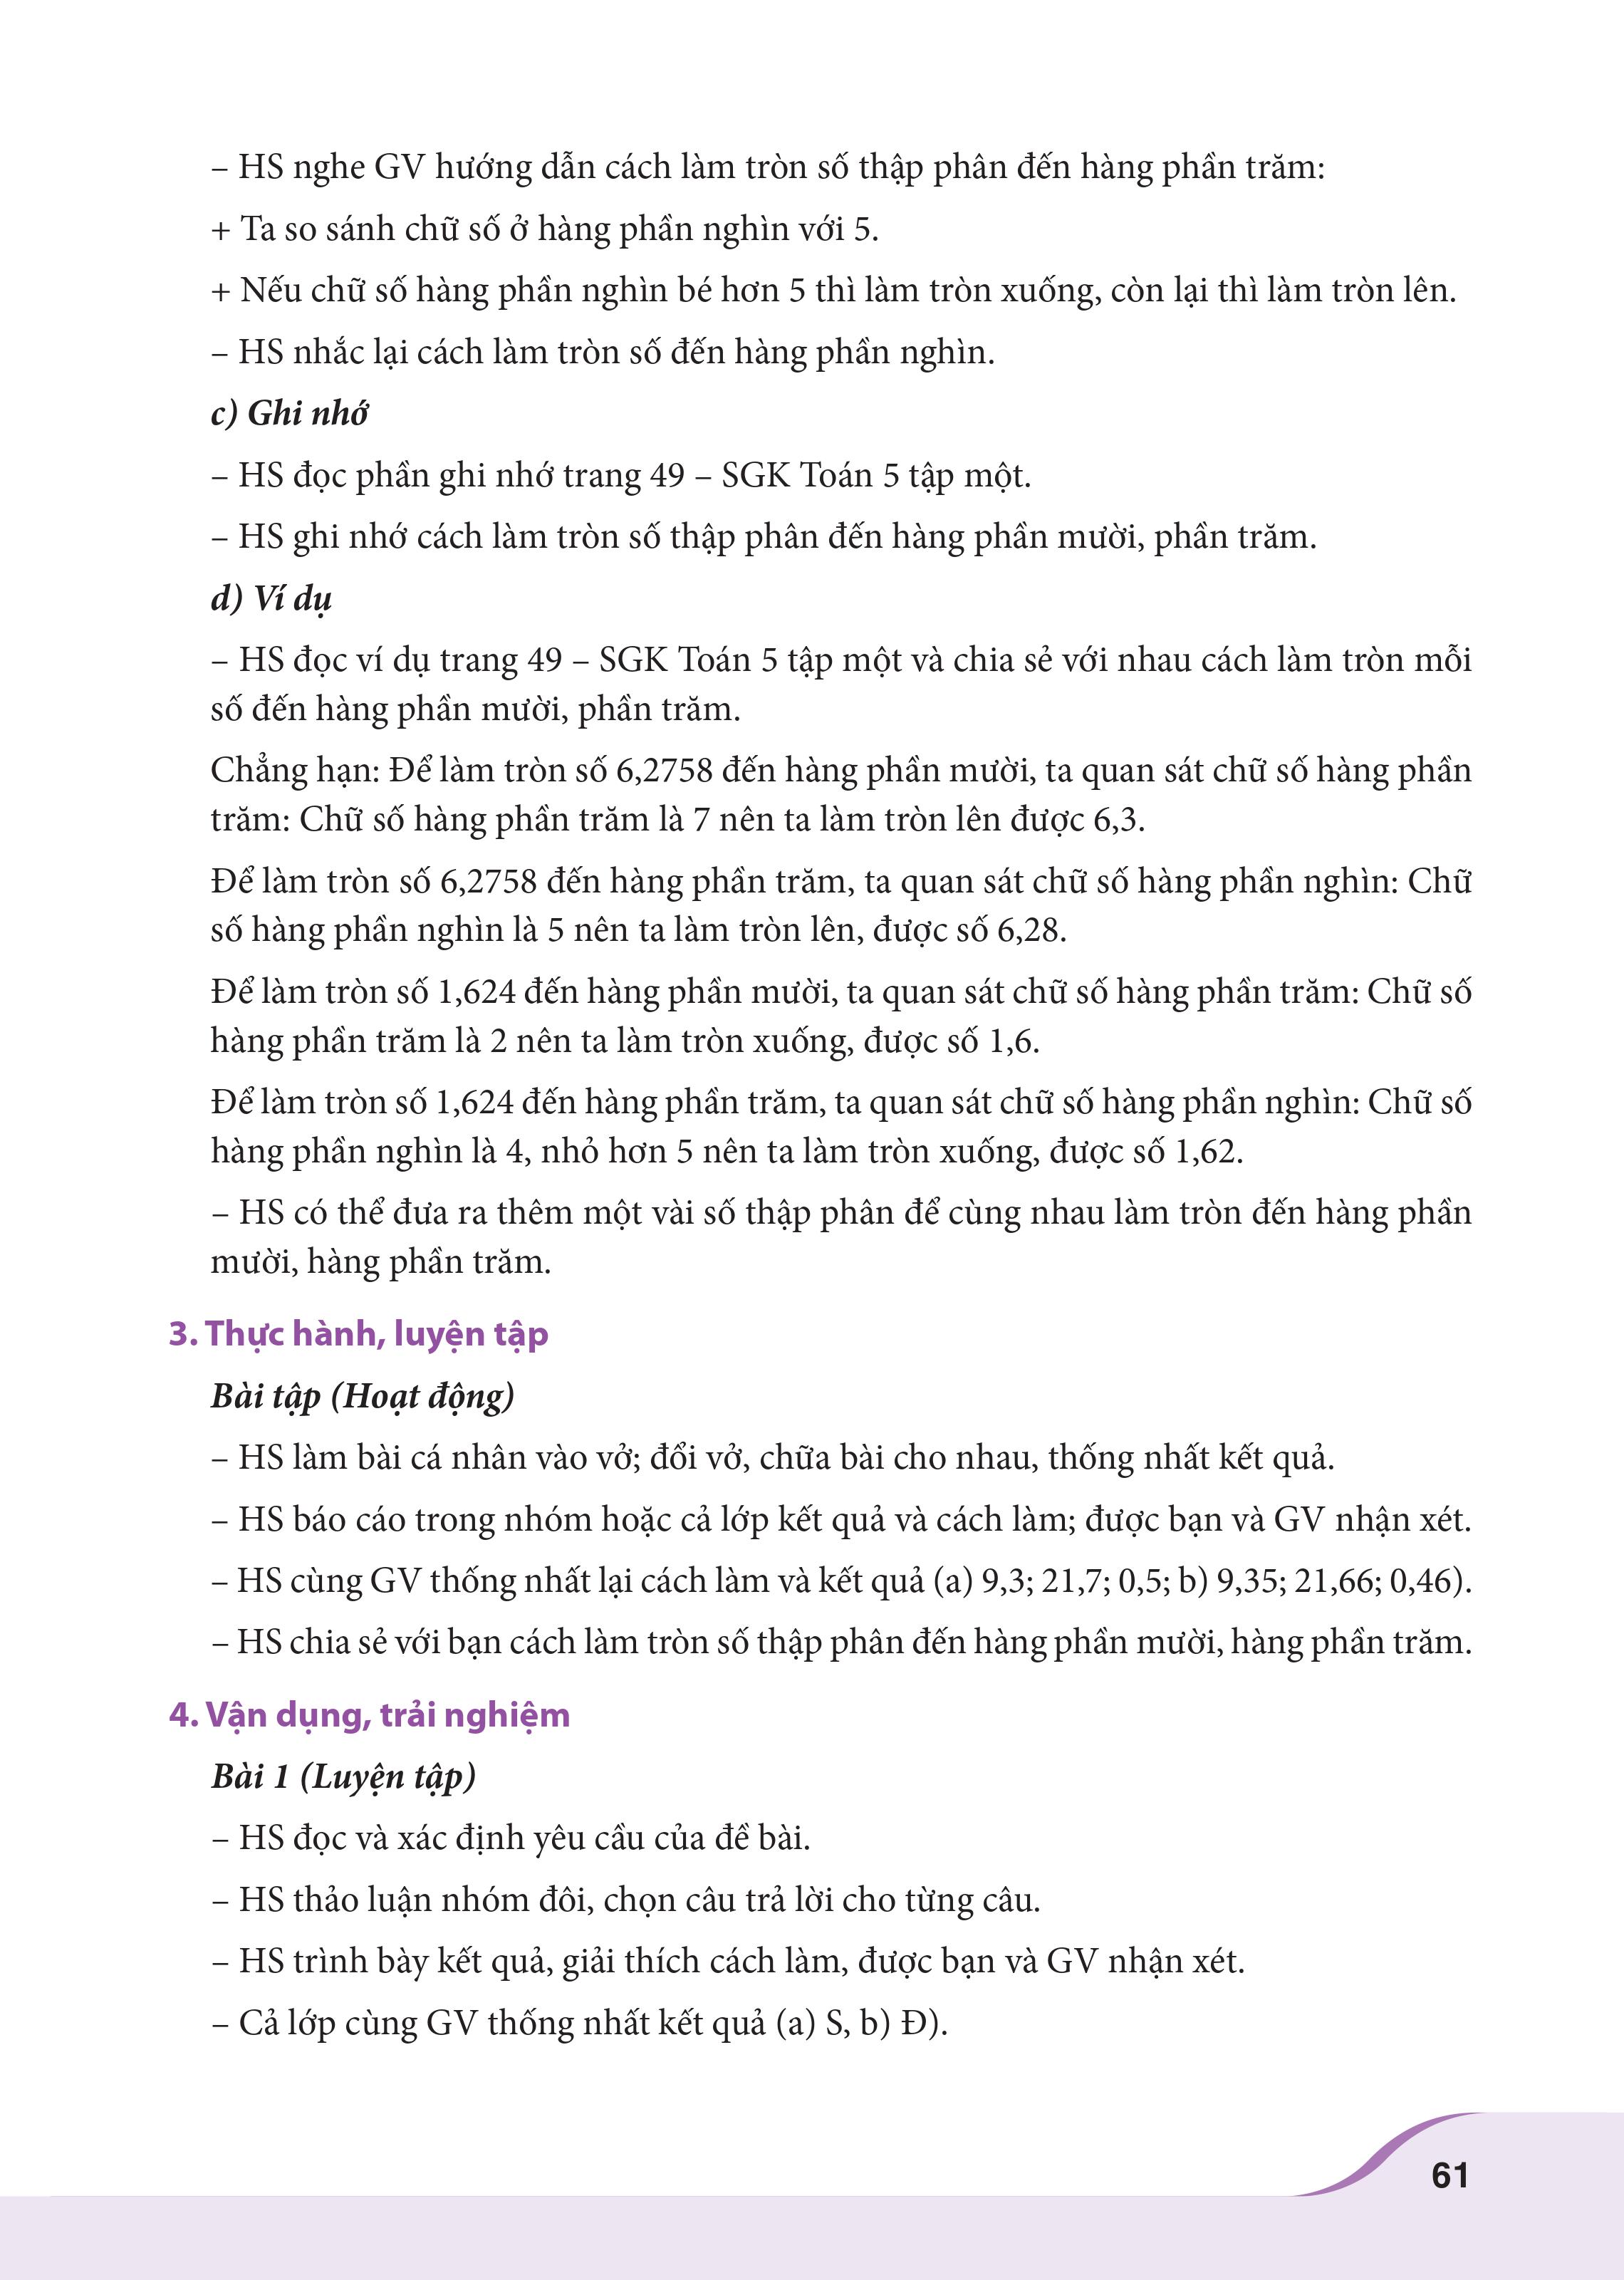 – HS nghe GV hướng dẫn cách làm tròn số thập phân đến hàng phần trăm:
+ Ta so sánh chữ số ở hàng phần nghìn với 5.
+ Nếu chữ số hàng phần nghìn bé hơn 5 thì làm tròn xuống, còn lại thì làm tròn lên.
– HS nhắc lại cách làm tròn số đến hàng phần nghìn.
c) Ghi nhớ
– HS đọc phần ghi nhớ trang 49 – SGK Toán 5 tập một.
– HS ghi nhớ cách làm tròn số thập phân đến hàng phần mười, phần trăm.
d) Ví dụ
– HS đọc ví dụ trang 49 – SGK Toán 5 tập một và chia sẻ với nhau cách làm tròn mỗi
số đến hàng phần mười, phần trăm.
Chẳng hạn: Để làm tròn số 6,2758 đến hàng phần mười, ta quan sát chữ số hàng phần
trăm: Chữ số hàng phần trăm là 7 nên ta làm tròn lên được 6,3.
Để làm tròn số 6,2758 đến hàng phần trăm, ta quan sát chữ số hàng phần nghìn: Chữ
số hàng phần nghìn là 5 nên ta làm tròn lên, được số 6,28.
Để làm tròn số 1,624 đến hàng phần mười, ta quan sát chữ số hàng phần trăm: Chữ số
hàng phần trăm là 2 nên ta làm tròn xuống, được số 1,6.
Để làm tròn số 1,624 đến hàng phần trăm, ta quan sát chữ số hàng phần nghìn: Chữ số
hàng phần nghìn là 4, nhỏ hơn 5 nên ta làm tròn xuống, được số 1,62.
– HS có thể đưa ra thêm một vài số thập phân để cùng nhau làm tròn đến hàng phần
mười, hàng phần trăm.
3. Thực hành, luyện tập
Bài tập (Hoạt động)
– HS làm bài cá nhân vào vở; đổi vở, chữa bài cho nhau, thống nhất kết quả.
– HS báo cáo trong nhóm hoặc cả lớp kết quả và cách làm; được bạn và GV nhận xét.
– HS cùng GV thống nhất lại cách làm và kết quả (a) 9,3; 21,7; 0,5; b) 9,35; 21,66; 0,46).
– HS chia sẻ với bạn cách làm tròn số thập phân đến hàng phần mười, hàng phần trăm.
4. Vận dụng, trải nghiệm
Bài 1 (Luyện tập)
– HS đọc và xác định yêu cầu của đề bài.
– HS thảo luận nhóm đôi, chọn câu trả lời cho từng câu.
– HS trình bày kết quả, giải thích cách làm, được bạn và GV nhận xét.
– Cả lớp cùng GV thống nhất kết quả (a) S, b) Đ).
61